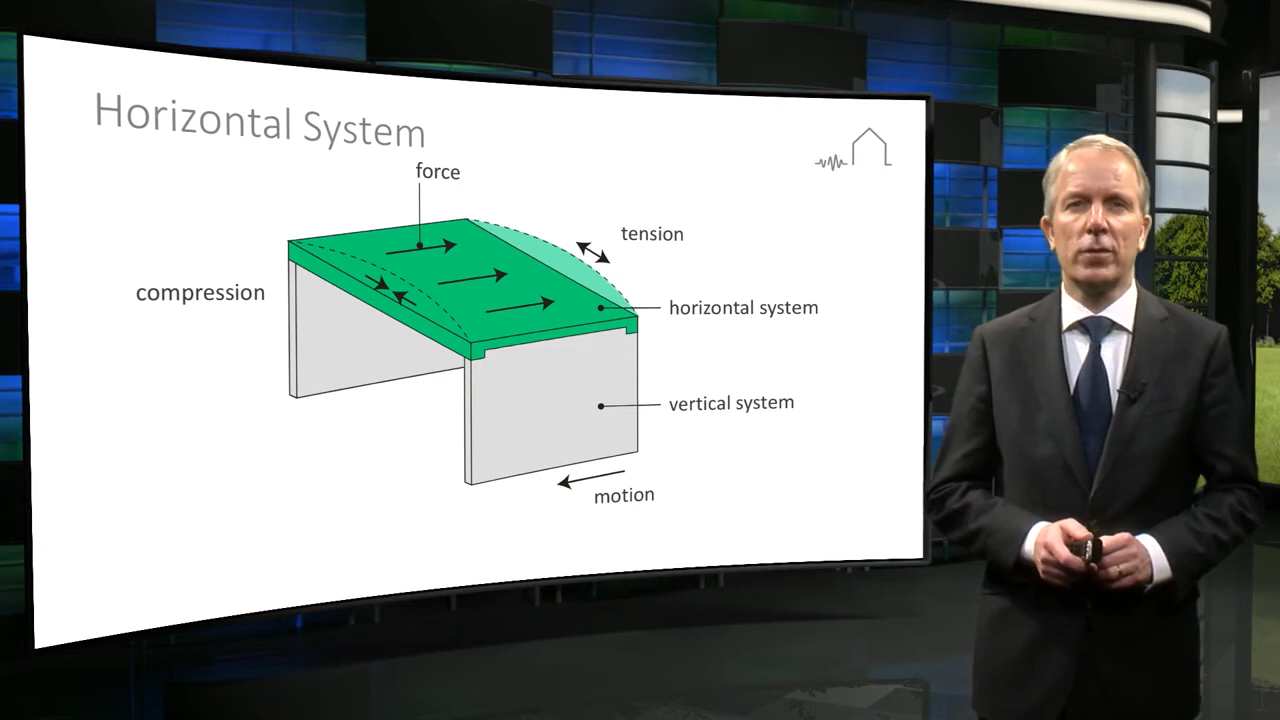 Horizontal System
force
tension
compression
horizontal system
vertical system
motion